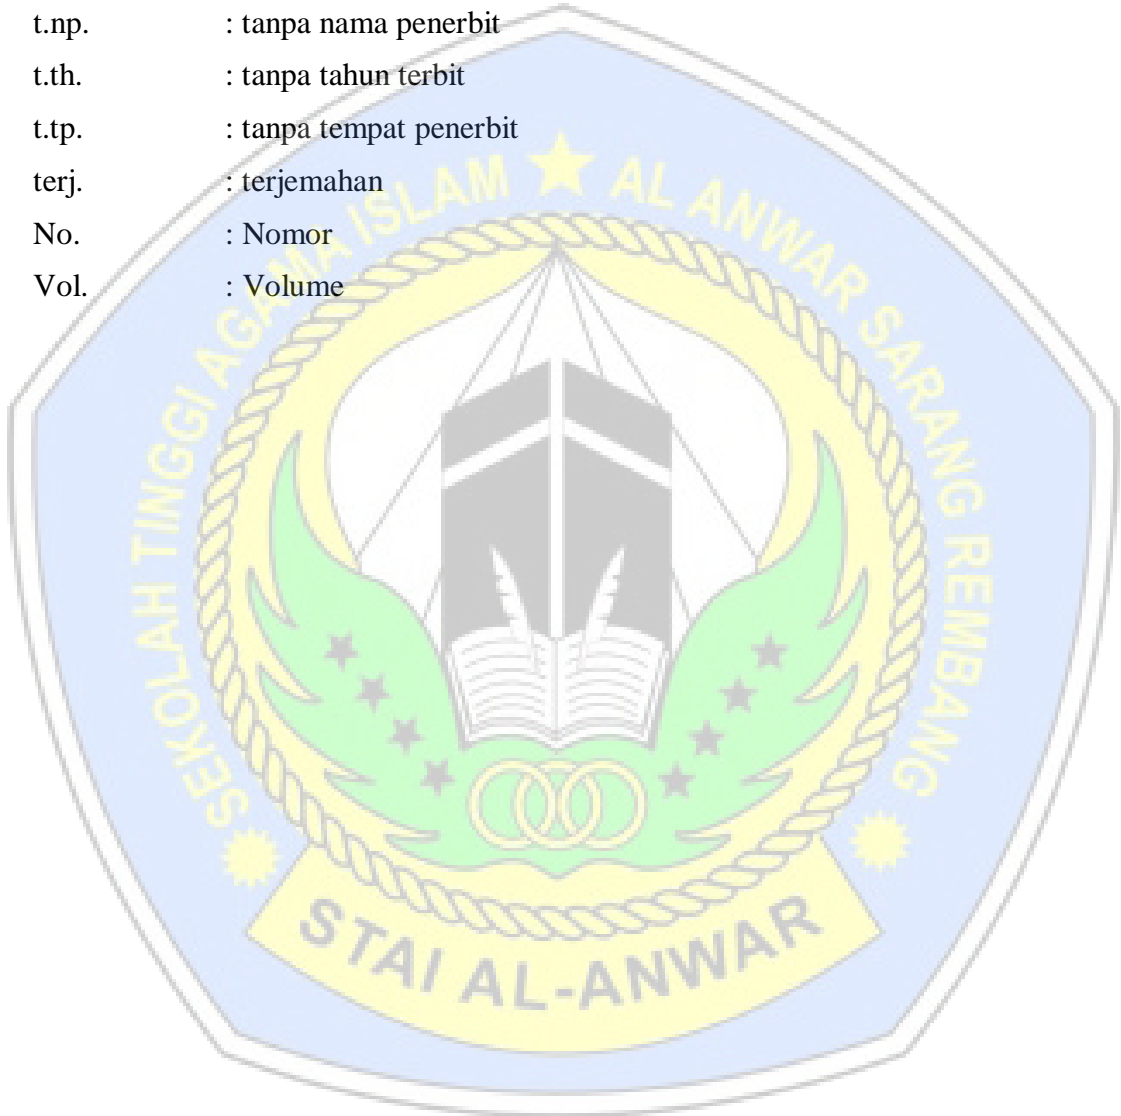 t.np. : tanpa nama penerbit
t.th. : tanpa tahun terbit
t.tp. : tanpa tempat penerbit
terj. : terjemahan
No. : Nomor
Vol. : Volume
SEKOLAH TINGGI AGAMA ISLAM ★ AL ANWAR SARANG REMBANG
STAI AL-ANWAR